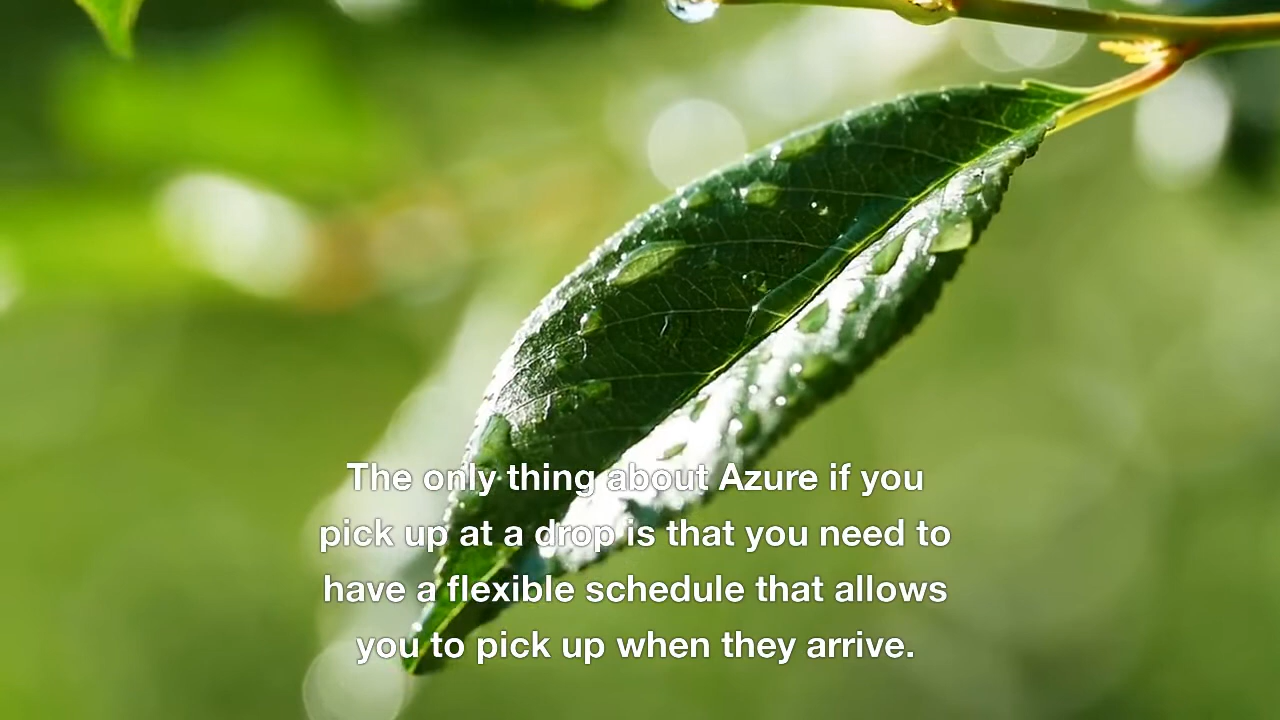 The only thing about Azure if you
pick up at a drop is that you need to
have a flexible schedule that allows
you to pick up when they arrive.